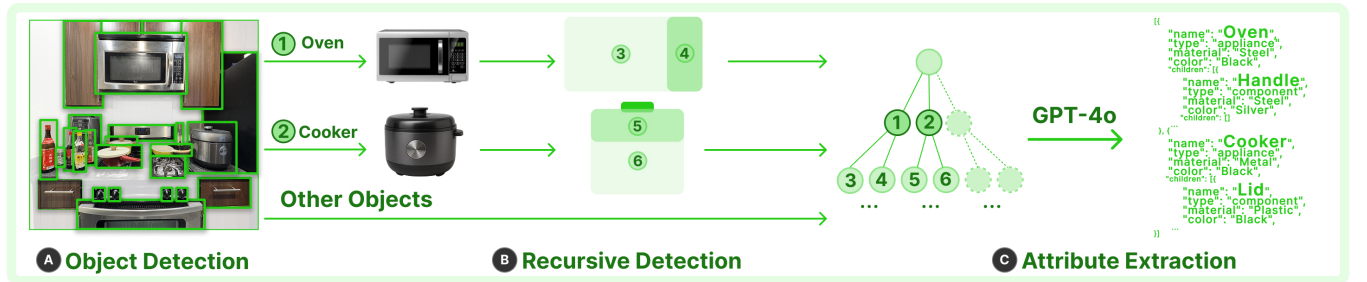 1 Oven
2 Cooker
Other Objects
3
4
5
6
1 2
3 4 5 6
... ... ...
GPT-4o
[{
"name": "Oven",
"type": "appliance",
"material": "Steel",
"color": "Black",
"children": [{
"name": "Handle",
"type": "component",
"material": "Steel",
"color": "Silver",
"children": []
...
}, {
"name": "Cooker",
"type": "appliance",
"material": "Metal",
"color": "Black",
"children": [{
"name": "Lid",
"type": "component",
"material": "Plastic",
"color": "Black",
...
}]
A Object Detection
B Recursive Detection
C Attribute Extraction